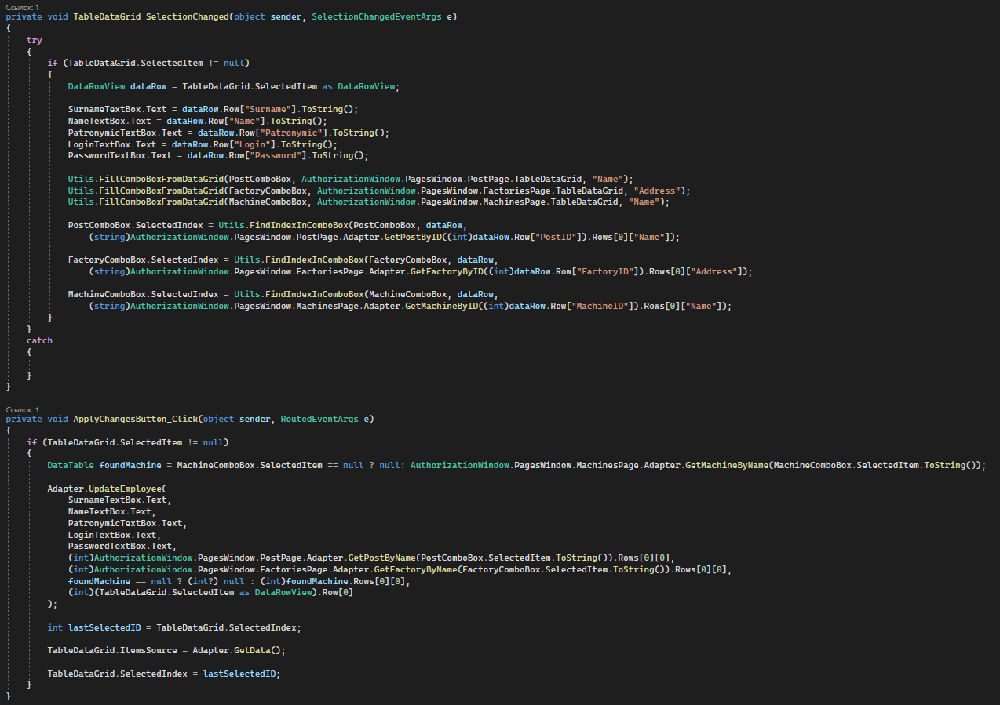 Ссылок: 1
private void TableDataGrid_SelectionChanged(object sender, SelectionChangedEventArgs e)
{
try
{
if (TableDataGrid.SelectedItem != null)
{
DataRowView dataRow = TableDataGrid.SelectedItem as DataRowView;
SurnameTextBox.Text = dataRow.Row["Surname"].ToString();
NameTextBox.Text = dataRow.Row["Name"].ToString();
PatronymicTextBox.Text = dataRow.Row["Patronymic"].ToString();
LoginTextBox.Text = dataRow.Row["Login"].ToString();
PasswordTextBox.Text = dataRow.Row["Password"].ToString();
Utils.FillComboBoxFromDataGrid(PostComboBox, AuthorizationWindow.PagesWindow.PostPage.TableDataGrid, "Name");
Utils.FillComboBoxFromDataGrid(FactoryComboBox, AuthorizationWindow.PagesWindow.FactoriesPage.TableDataGrid, "Address");
Utils.FillComboBoxFromDataGrid(MachineComboBox, AuthorizationWindow.PagesWindow.MachinesPage.TableDataGrid, "Name");
PostComboBox.SelectedIndex = Utils.FindIndexInComboBox(PostComboBox, dataRow,
(string)AuthorizationWindow.PagesWindow.PostPage.Adapter.GetPostByID((int)dataRow.Row["PostID"]).Rows[0]["Name"]);
FactoryComboBox.SelectedIndex = Utils.FindIndexInComboBox(FactoryComboBox, dataRow,
(string)AuthorizationWindow.PagesWindow.FactoriesPage.Adapter.GetFactoryByID((int)dataRow.Row["FactoryID"]).Rows[0]["Address"]);
MachineComboBox.SelectedIndex = Utils.FindIndexInComboBox(MachineComboBox, dataRow,
(string)AuthorizationWindow.PagesWindow.MachinesPage.Adapter.GetMachineByID((int)dataRow.Row["MachineID"]).Rows[0]["Name"]);
}
}
catch
{
}
}
Ссылок: 1
private void ApplyChangesButton_Click(object sender, RoutedEventArgs e)
{
if (TableDataGrid.SelectedItem != null)
{
DataTable foundMachine = MachineComboBox.SelectedItem == null ? null: AuthorizationWindow.PagesWindow.MachinesPage.Adapter.GetMachineByName(MachineComboBox.SelectedItem.ToString());
Adapter.UpdateEmployee(
SurnameTextBox.Text,
NameTextBox.Text,
PatronymicTextBox.Text,
LoginTextBox.Text,
PasswordTextBox.Text,
(int)AuthorizationWindow.PagesWindow.PostPage.Adapter.GetPostByName(PostComboBox.SelectedItem.ToString()).Rows[0][0],
(int)AuthorizationWindow.PagesWindow.FactoriesPage.Adapter.GetFactoryByName(FactoryComboBox.SelectedItem.ToString()).Rows[0][0],
foundMachine == null ? (int?) null : (int)foundMachine.Rows[0][0],
(int)(TableDataGrid.SelectedItem as DataRowView).Row[0]
);
int lastSelectedID = TableDataGrid.SelectedIndex;
TableDataGrid.ItemsSource = Adapter.GetData();
TableDataGrid.SelectedIndex = lastSelectedID;
}
}